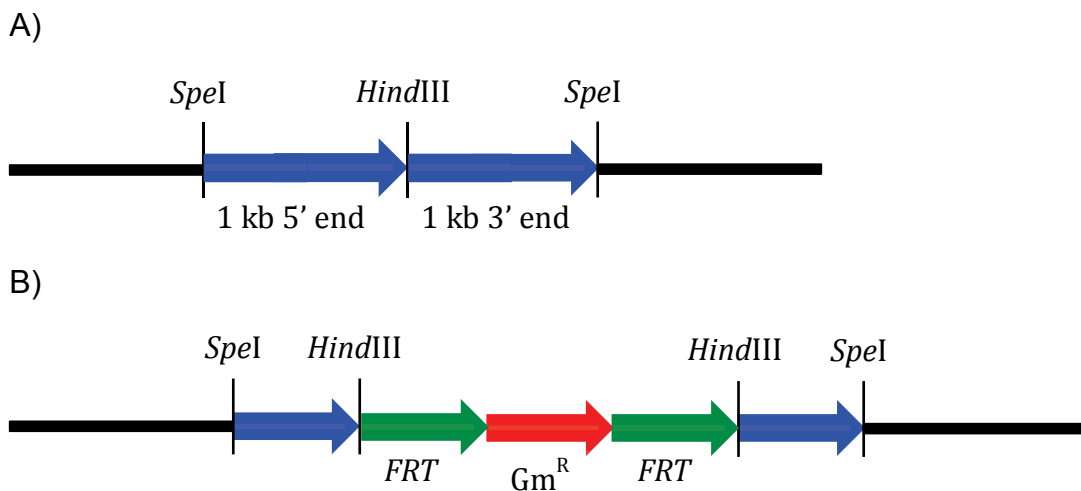 A)
SpeI HindIII SpeI
1 kb 5’ end 1 kb 3’ end
B)
SpeI HindIII HindIII SpeI
FRT Gm^R FRT